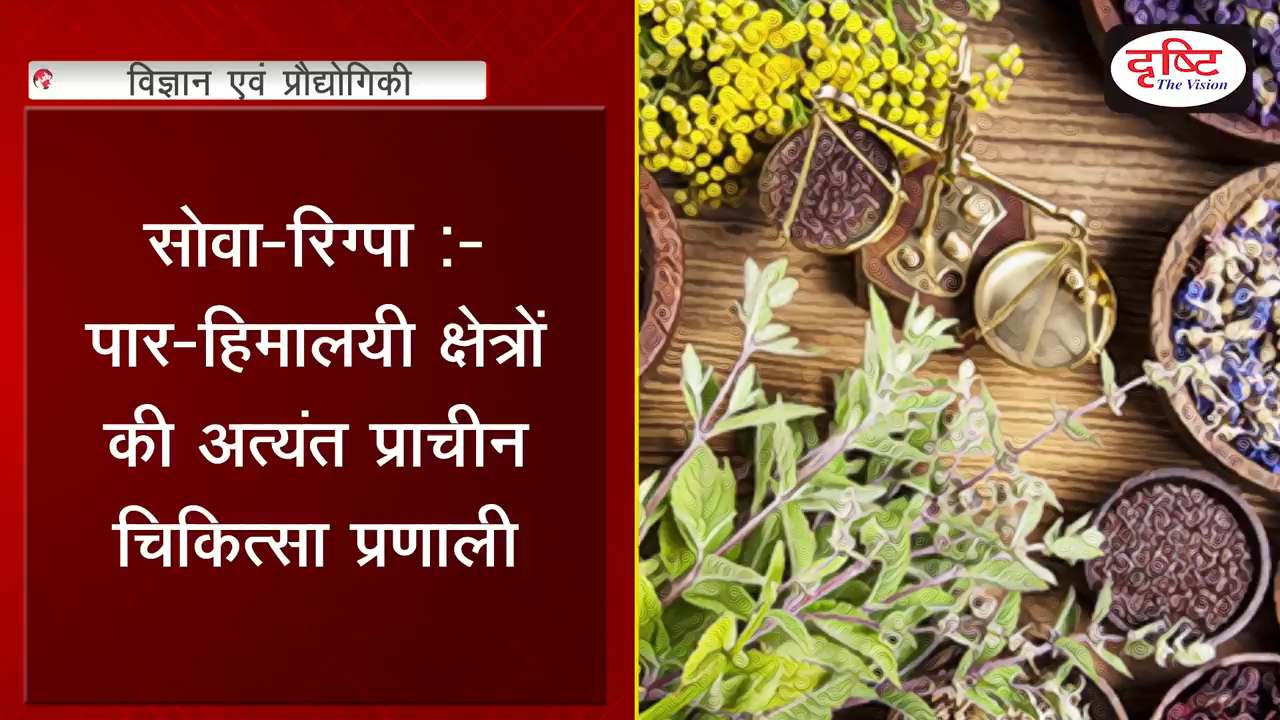 विज्ञान एवं प्रौद्योगिकी
सोवा-रिग्पा :-
पार-हिमालयी क्षेत्रों
की अत्यंत प्राचीन
चिकित्सा प्रणाली
दृष्टि
The Vision